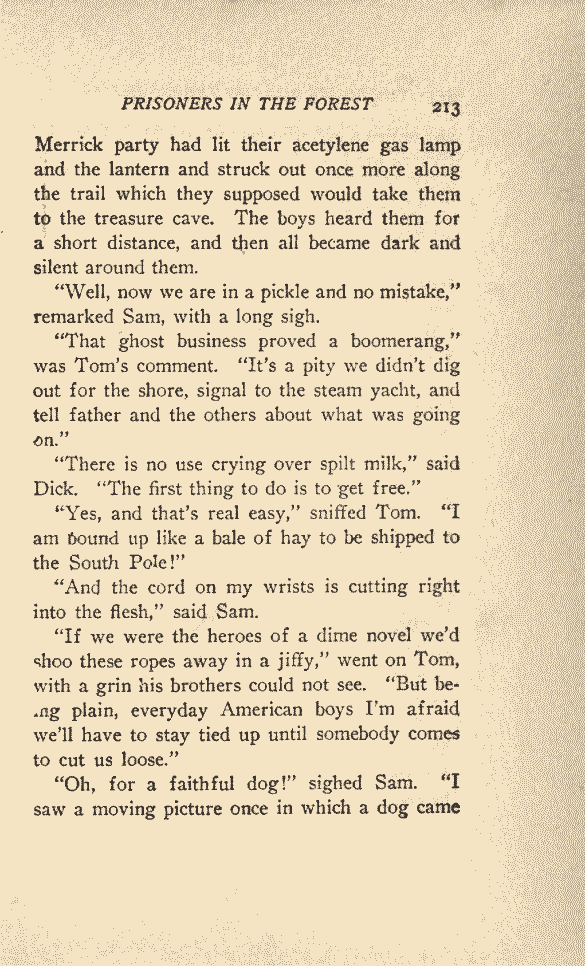 PRISONERS IN THE FOREST 213
Merrick party had lit their acetylene gas lamp
and the lantern and struck out once more along
the trail which they supposed would take them
to the treasure cave. The boys heard them for
a short distance, and then all became dark and
silent around them.
“Well, now we are in a pickle and no mistake,”
remarked Sam, with a long sigh.
“That ghost business proved a boomerang,”
was Tom’s comment. “It’s a pity we didn’t dig
out for the shore, signal to the steam yacht, and
tell father and the others about what was going
on.”
“There is no use crying over spilt milk,” said
Dick. “The first thing to do is to get free.”
“Yes, and that’s real easy,” sniffed Tom. “I
am bound up like a bale of hay to be shipped to
the South Pole!”
“And the cord on my wrists is cutting right
into the flesh,” said Sam.
“If we were the heroes of a dime novel we’d
shoo these ropes away in a jiffy,” went on Tom,
with a grin his brothers could not see. “But be-
ing plain, everyday American boys I’m afraid
we’ll have to stay tied up until somebody comes
to cut us loose.”
“Oh, for a faithful dog!” sighed Sam. “I
saw a moving picture once in which a dog came